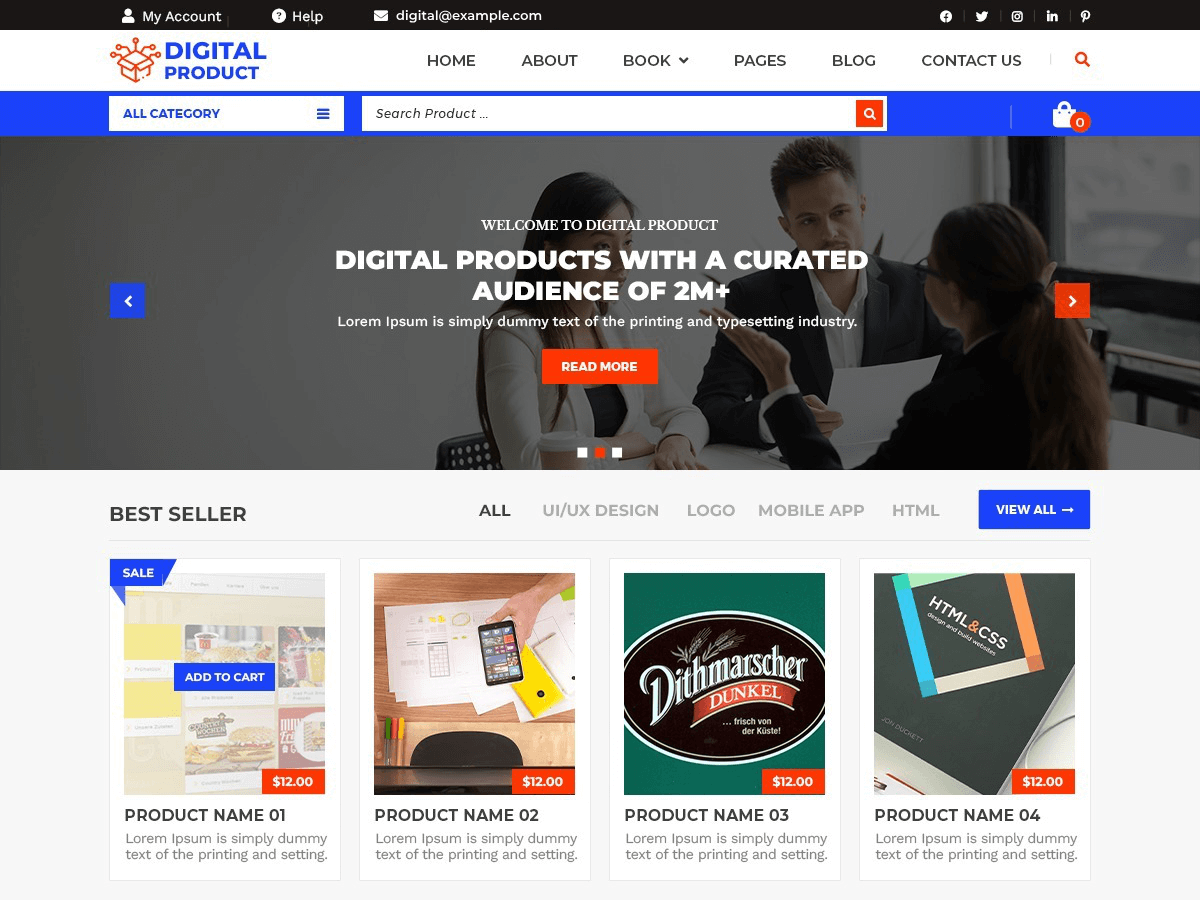 My Account
Help
digital@example.com
DIGITAL
PRODUCT
HOME
ABOUT
BOOK
PAGES
BLOG
CONTACT US
ALL CATEGORY
Search Product ...
0
WELCOME TO DIGITAL PRODUCT
DIGITAL PRODUCTS WITH A CURATED
AUDIENCE OF 2M+
Lorem Ipsum is simply dummy text of the printing and typesetting industry.
READ MORE
BEST SELLER
ALL
UI/UX DESIGN
LOGO
MOBILE APP
HTML
VIEW ALL
SALE
ADD TO CART
$12.00
PRODUCT NAME 01
Lorem Ipsum is simply dummy
text of the printing and setting.
$12.00
PRODUCT NAME 02
Lorem Ipsum is simply dummy
text of the printing and setting.
Dithmarscher
DUNKEL
... frisch von
der Küste!
$12.00
PRODUCT NAME 03
Lorem Ipsum is simply dummy
text of the printing and setting.
HTML&CSS
design and build websites
JON DUCKETT
$12.00
PRODUCT NAME 04
Lorem Ipsum is simply dummy
text of the printing and setting.